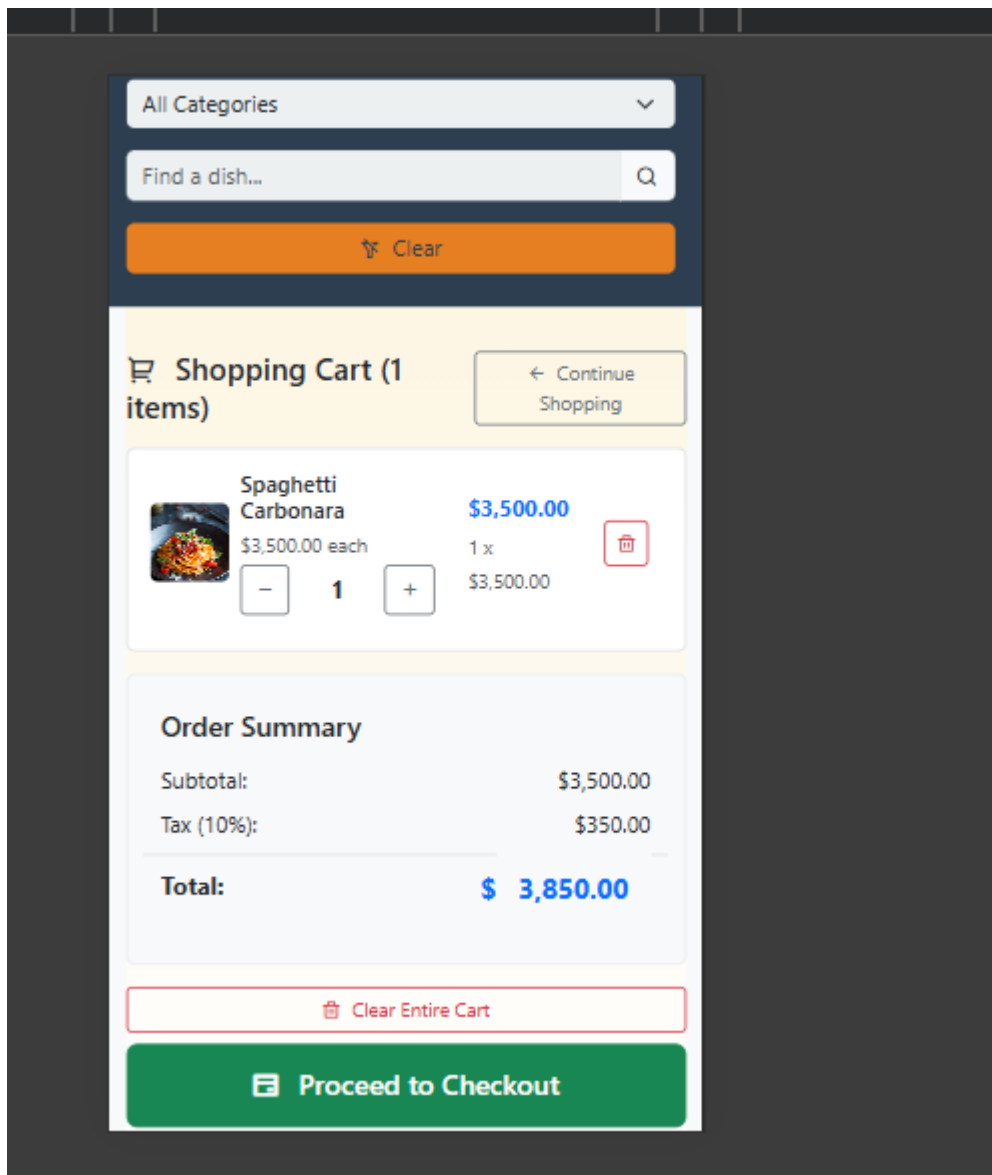 All Categories
Find a dish...
Clear
Shopping Cart (1
items)
← Continue
Shopping
Spaghetti
Carbonara
$3,500.00 each
− 1 +
$3,500.00
1 x
$3,500.00
Order Summary
Subtotal: $3,500.00
Tax (10%): $350.00
Total: $ 3,850.00
Clear Entire Cart
Proceed to Checkout